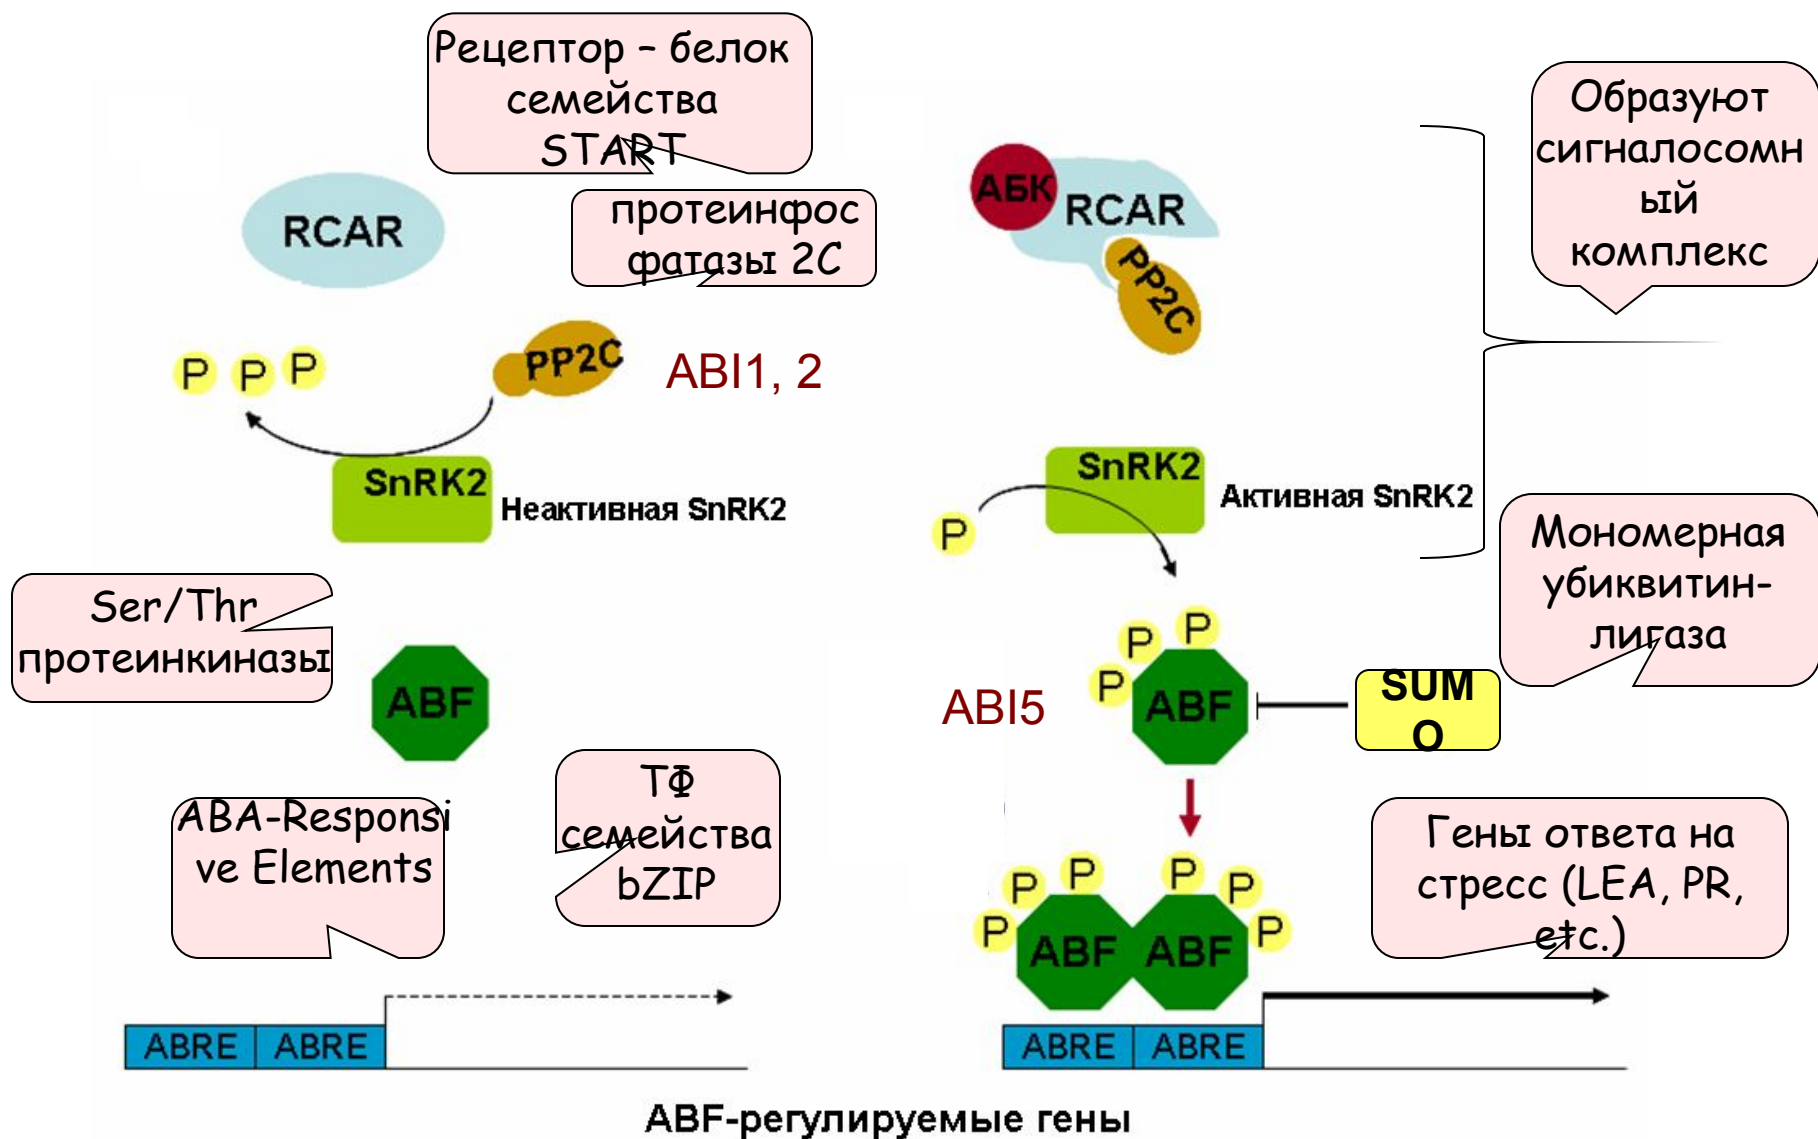 Рецептор – белок
семейства
START
протеинфос
фатазы 2С
RCAR
P P P
PP2C
ABI1, 2
SnRK2
Неактивная SnRK2
Ser/Thr
протеинкиназы
ABF
ТФ
семейства
bZIP
ABA-Responsi
ve Elements
ABRE ABRE
АБК
RCAR
PP2C
Образуют
сигналосомн
ый
комплекс
SnRK2
Активная SnRK2
P
Мономерная
убиквитин-
лигаза
P P P
ABI5
ABF
SUM
O
Гены ответа на
стресс (LEA, PR,
etc.)
P P P P P P
ABF ABF
ABRE ABRE
ABF-регулируемые гены